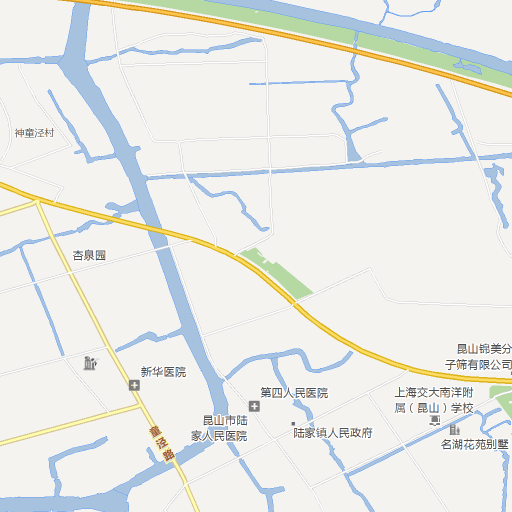 神童泾村
杏泉园
昆山锦美分
子筛有限公司
新华医院
第四人民医院
上海交大南洋附
属（昆山）学校
昆山市陆
家人民医院
童泾路
陆家镇人民政府
名湖花苑别墅